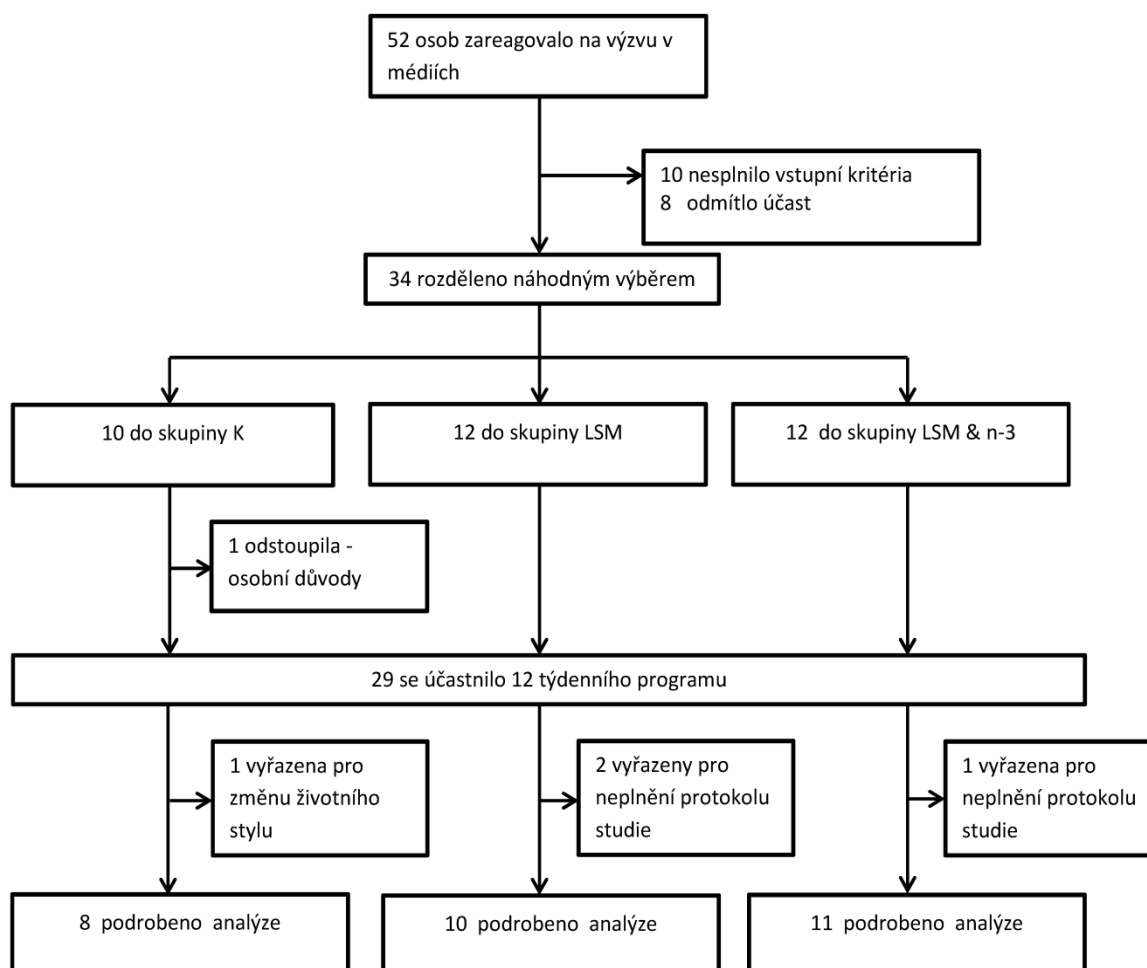 52 osob zareagovalo na výzvu v
médiích
10 nesplnilo vstupní kritéria
8 odmítlo účast
34 rozděleno náhodným výběrem
10 do skupiny K
12 do skupiny LSM
12 do skupiny LSM & n-3
1 odstoupila -
osobní důvody
29 se účastnilo 12 týdenního programu
1 vyřazena pro
změnu životního
stylu
2 vyřazeny pro
neplnění protokolu
studie
1 vyřazena pro
neplnění protokolu
studie
8 podrobeno analýze
10 podrobeno analýze
11 podrobeno analýze